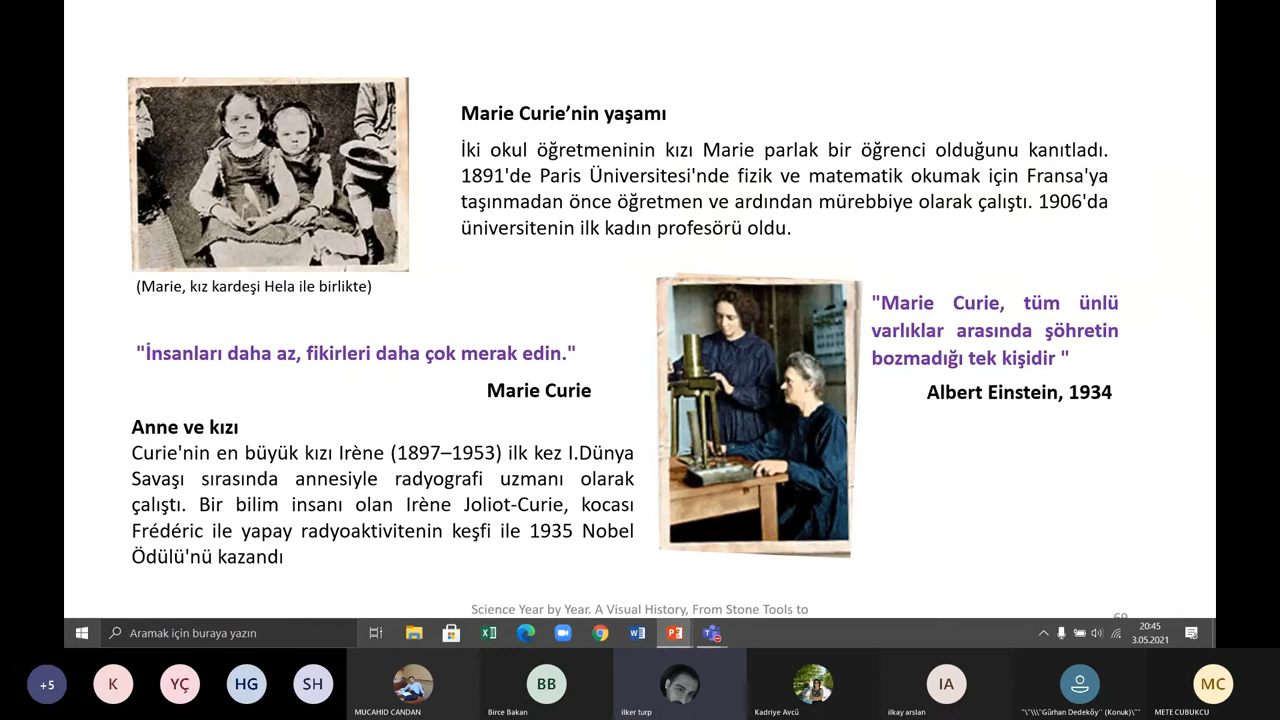 Marie Curie’nin yaşamı
İki okul öğretmeninin kızı Marie parlak bir öğrenci olduğunu kanıtladı.
1891'de Paris Üniversitesi'nde fizik ve matematik okumak için Fransa'ya
taşınmadan önce öğretmen ve ardından mürebbiye olarak çalıştı. 1906'da
üniversitenin ilk kadın profesörü oldu.
(Marie, kız kardeşi Hela ile birlikte)
"Marie Curie, tüm ünlü
varlıklar arasında şöhretin
bozmadığı tek kişidir "
Albert Einstein, 1934
"İnsanları daha az, fikirleri daha çok merak edin."
Marie Curie
Anne ve kızı
Curie'nin en büyük kızı Irène (1897–1953) ilk kez I.Dünya
Savaşı sırasında annesiyle radyografi uzmanı olarak
çalıştı. Bir bilim insanı olan Irène Joliot-Curie, kocası
Frédéric ile yapay radyoaktivitenin keşfi ile 1935 Nobel
Ödülü'nü kazandı
Science Year by Year. A Visual History, From Stone Tools to
69
Aramak için buraya yazın
20:45
3.05.2021
+5
K
YÇ
HG
SH
MUCAHID CANDAN
BB
Birce Bakan
ilker turp
Kadriye Avcü
IA
ilkay arslan
"\"\\\"Gürhan Dedeköy'' (Konuk)\""
MC
METE CUBUKCU